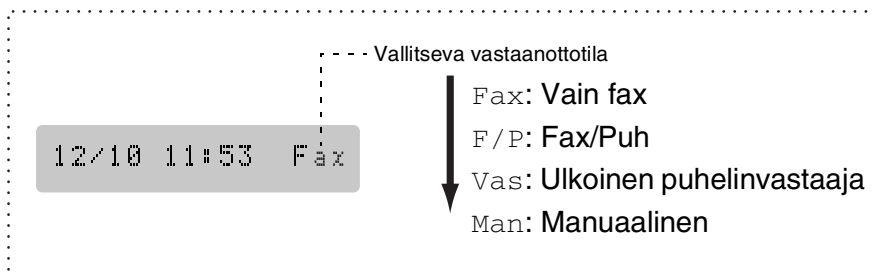 Vallitseva vastaanottotila
Fax: Vain fax
F/P: Fax/Puh
12/10 11:53 Fax
Vas: Ulkoinen puhelinvastaaja
Man: Manuaalinen